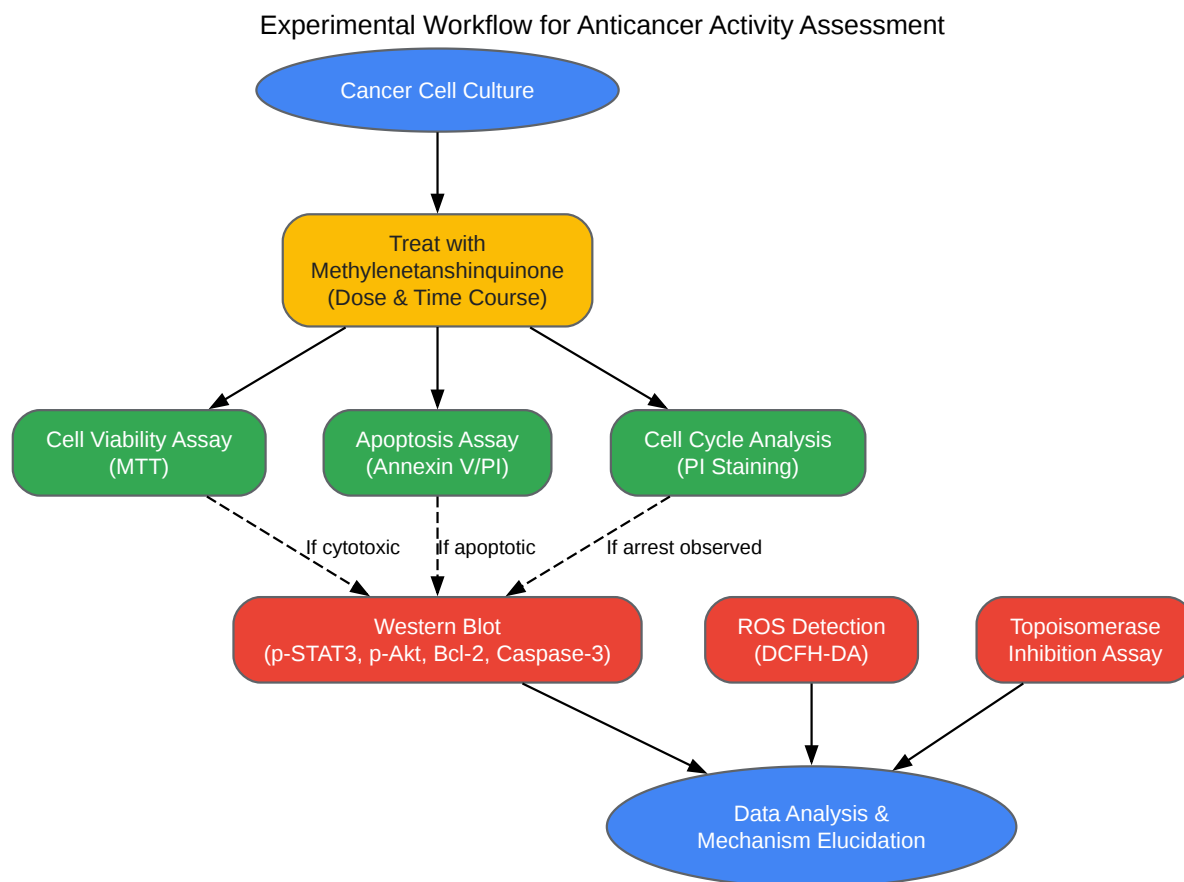 Experimental Workflow for Anticancer Activity Assessment
Cancer Cell Culture
Treat with
Methylenetanshinquinone
(Dose & Time Course)
Cell Viability Assay
(MTT)
Apoptosis Assay
(Annexin V/PI)
Cell Cycle Analysis
(PI Staining)
If cytotoxic
If apoptotic
If arrest observed
Western Blot
(p-STAT3, p-Akt, Bcl-2, Caspase-3)
ROS Detection
(DCFH-DA)
Topoisomerase
Inhibition Assay
Data Analysis &
Mechanism Elucidation